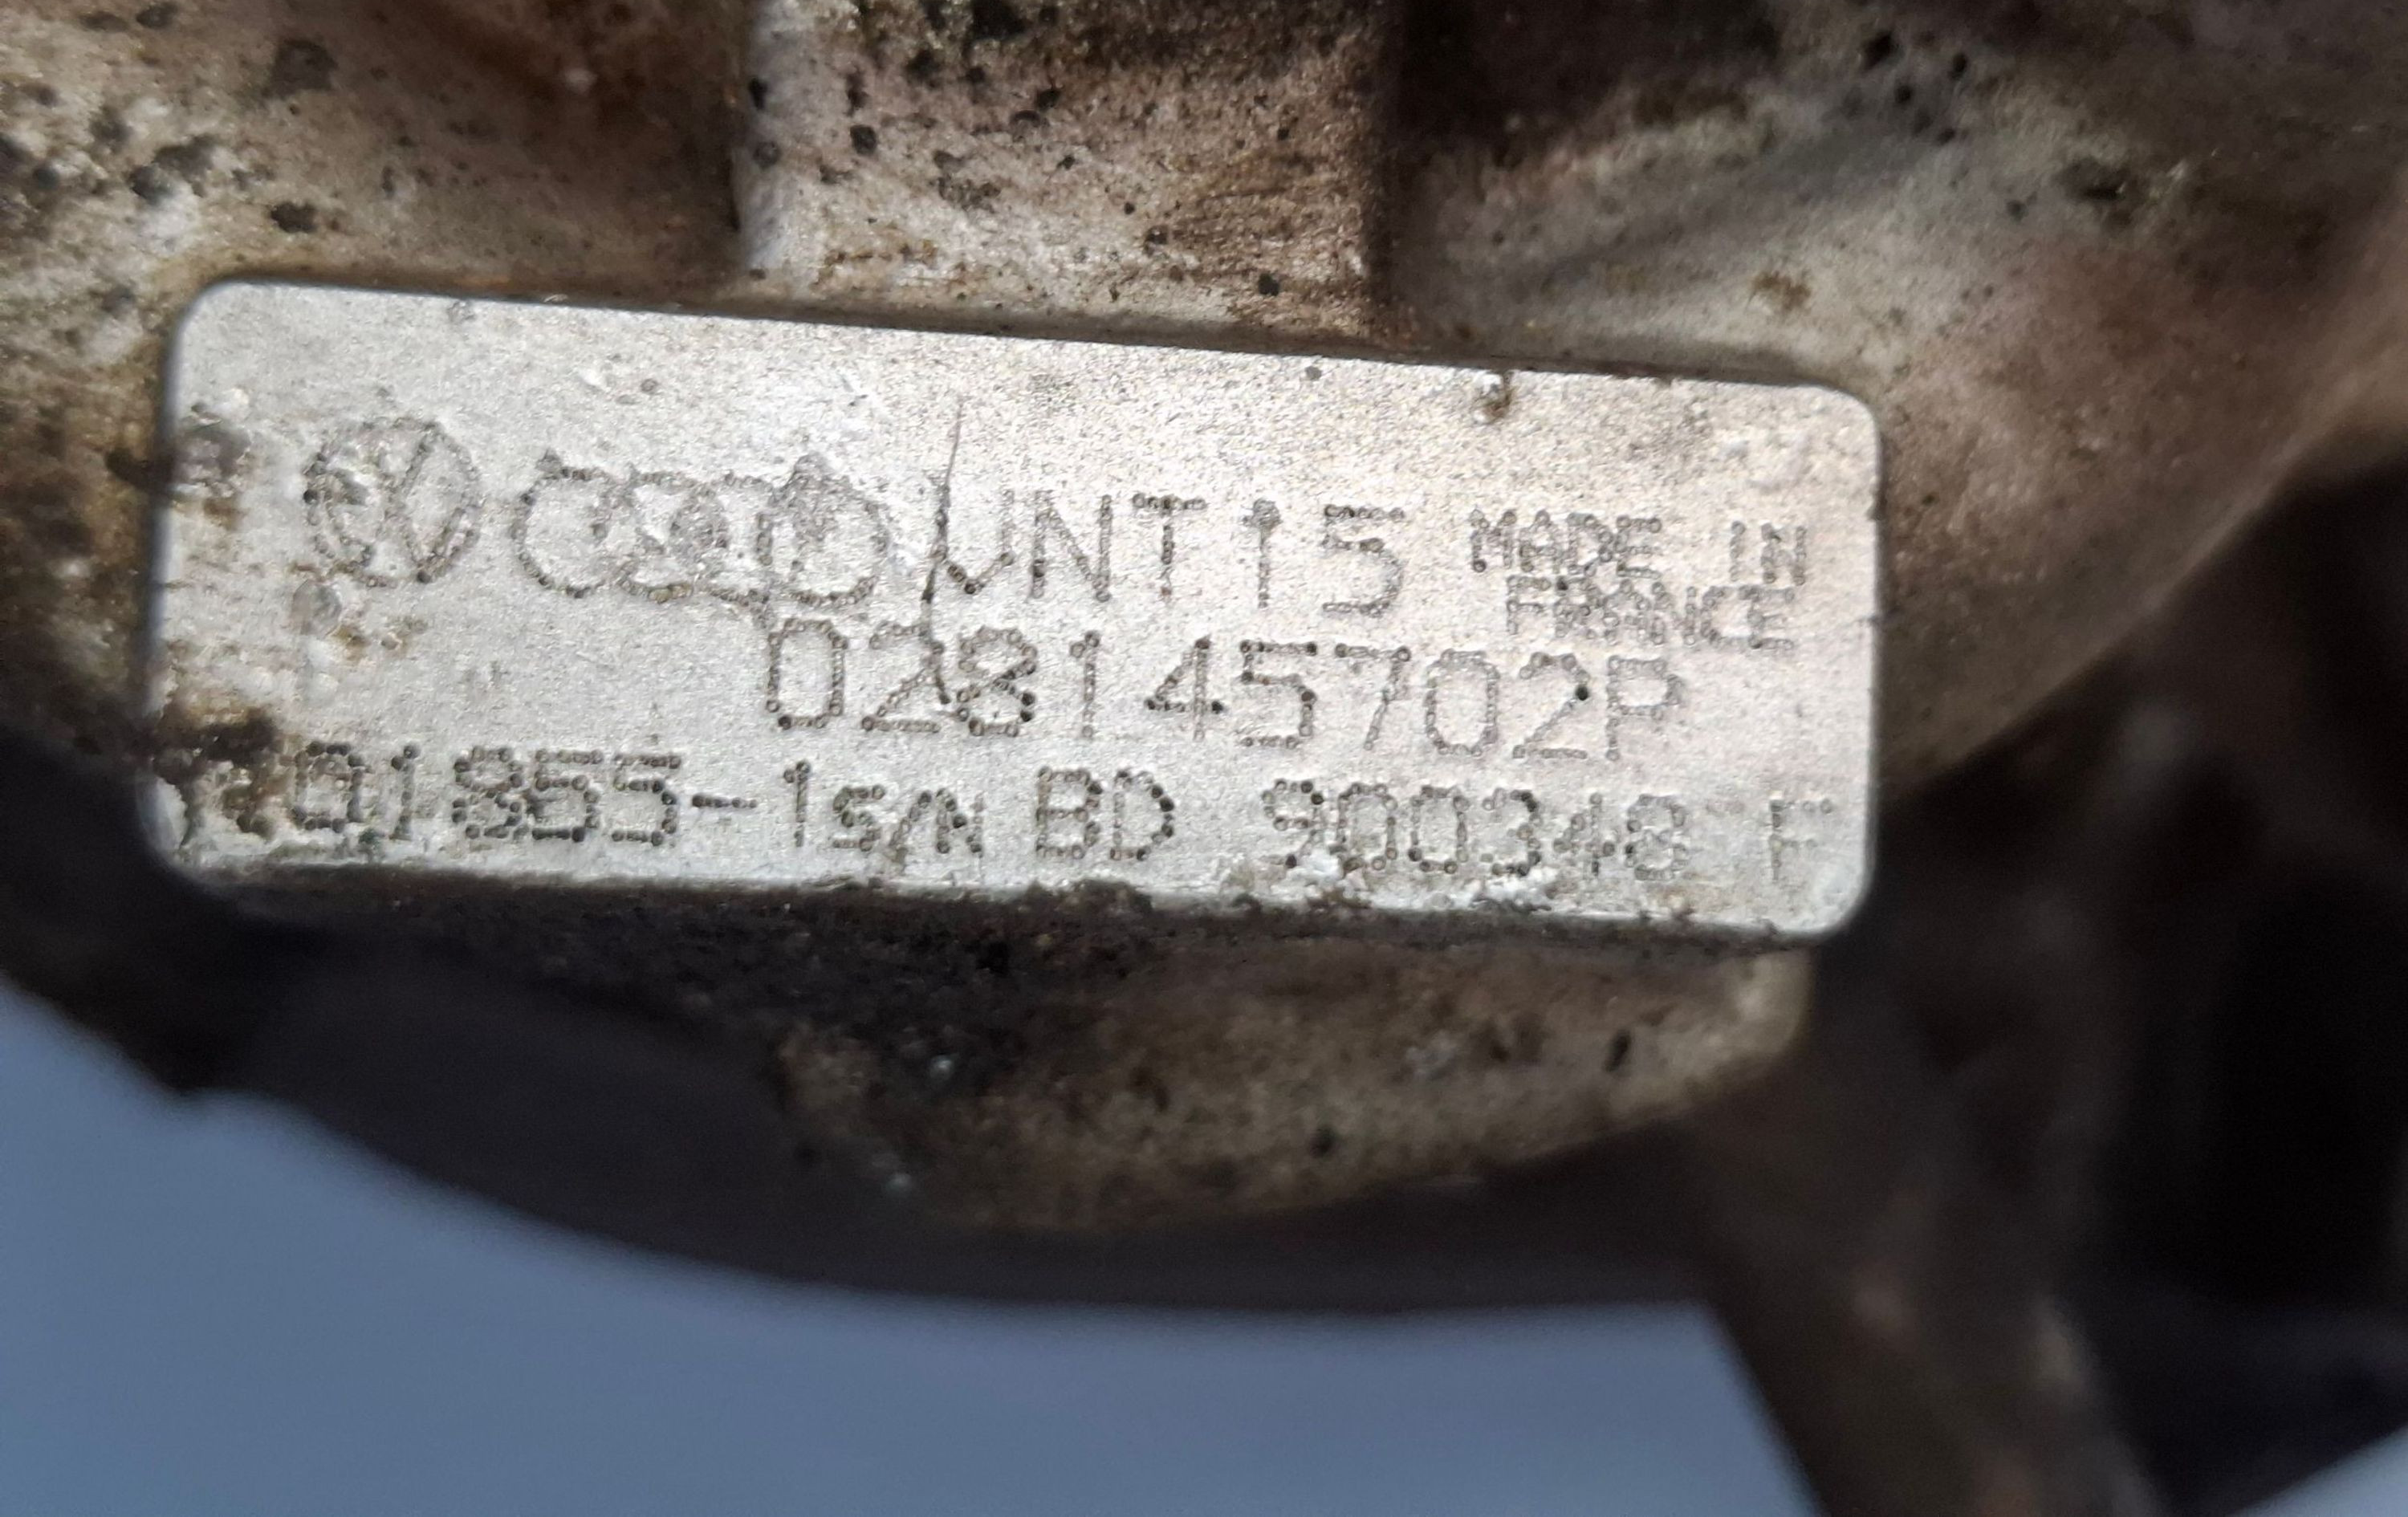 VNT15 MADE IN FRANCE
028145702P
701855-1 S/N BD 900348 F